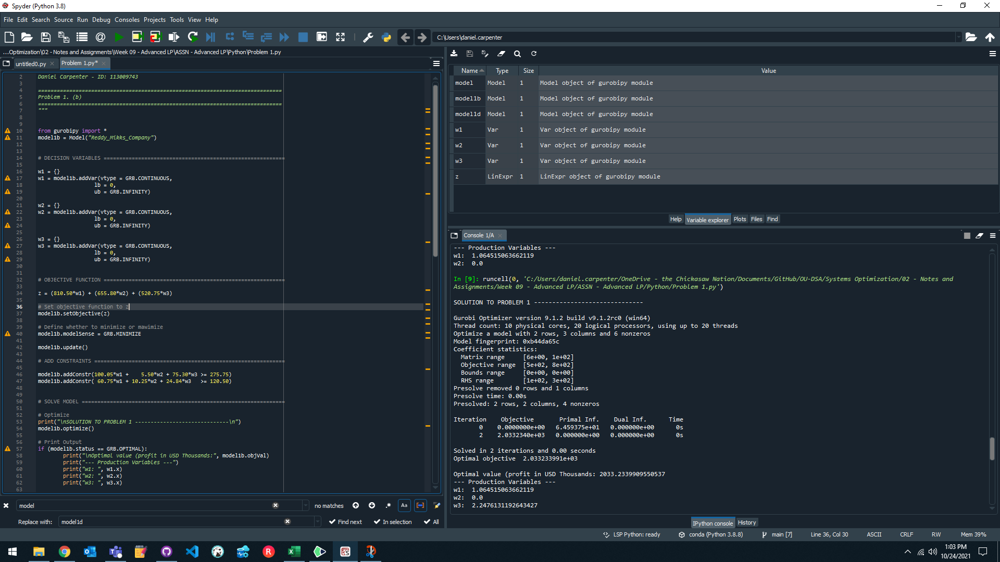 Spyder (Python 3.8)
File Edit Search Source Run Debug Consoles Projects Tools View Help
C:\Users\daniel.carpenter
...Optimization\02 - Notes and Assignments\Week 09 - Advanced LP\ASSN - Advanced LP\Python\Problem 1.py
untitled0.py
Problem 1.py*
2 Daniel Carpenter - ID: 113009743
3
4 ==============================================================================
5 Problem 1. (b)
6 ==============================================================================
7 """
8
9
10 from gurobipy import *
11 model1b = Model("Reddy_Mikks_Company")
12
13
14 # DECISION VARIABLES ==========================================================
15
16 w1 = {}
17 w1 = model1b.addVar(vtype = GRB.CONTINUOUS,
18 lb = 0,
19 ub = GRB.INFINITY)
20
21 w2 = {}
22 w2 = model1b.addVar(vtype = GRB.CONTINUOUS,
23 lb = 0,
24 ub = GRB.INFINITY)
25
26 w3 = {}
27 w3 = model1b.addVar(vtype = GRB.CONTINUOUS,
28 lb = 0,
29 ub = GRB.INFINITY)
30
31
32 # OBJECTIVE FUNCTION ==========================================================
33
34 z = (810.50*w1) + (655.80*w2) + (520.75*w3)
35
36 # Set objective function to z
37 model1b.setObjective(z)
38
39 # Define whether to minimize or mawimize
40 model1b.modelSense = GRB.MINIMIZE
41
42 model1b.update()
43
44 # ADD CONSTRAINTS =============================================================
45
46 model1b.addConstr(100.05*w1 + 5.50*w2 + 75.30*w3 >= 275.75)
47 model1b.addConstr( 60.75*w1 + 10.25*w2 + 24.84*w3 >= 120.50)
48
49
50 # SOLVE MODEL =================================================================
51
52 # Optimize
53 print("\nSOLUTION TO PROBLEM 1 ------------------------------\n")
54 model1b.optimize()
55
56 # Print Output
57 if (model1b.status == GRB.OPTIMAL):
58 print("\nOptimal value (profit in USD Thousands:", model1b.objVal)
59 print("--- Production Variables ---")
60 print("w1: ", w1.x)
61 print("w2: ", w2.x)
62 print("w3: ", w3.x)
63
model
no matches
Aa
Replace with: model1d
Find next In selection All
Name Type Size Value
model Model 1 Model object of gurobipy module
model1b Model 1 Model object of gurobipy module
model1d Model 1 Model object of gurobipy module
w1 Var 1 Var object of gurobipy module
w2 Var 1 Var object of gurobipy module
w3 Var 1 Var object of gurobipy module
z LinExpr 1 LinExpr object of gurobipy module
Help Variable explorer Plots Files Find
Console 1/A
--- Production Variables ---
w1: 1.064515063662119
w2: 0.0
In [9]: runcell(0, 'C:/Users/daniel.carpenter/OneDrive - the Chickasaw Nation/Documents/GitHub/OU-DSA/Systems Optimization/02 - Notes and
Assignments/Week 09 - Advanced LP/ASSN - Advanced LP/Python/Problem 1.py')
SOLUTION TO PROBLEM 1 ------------------------------
Gurobi Optimizer version 9.1.2 build v9.1.2rc0 (win64)
Thread count: 10 physical cores, 20 logical processors, using up to 20 threads
Optimize a model with 2 rows, 3 columns and 6 nonzeros
Model fingerprint: 0xb44da65c
Coefficient statistics:
Matrix range [6e+00, 1e+02]
Objective range [5e+02, 8e+02]
Bounds range [0e+00, 0e+00]
RHS range [1e+02, 3e+02]
Presolve removed 0 rows and 1 columns
Presolve time: 0.00s
Presolved: 2 rows, 2 columns, 4 nonzeros
Iteration Objective Primal Inf. Dual Inf. Time
0 0.0000000e+00 6.459375e+01 0.000000e+00 0s
2 2.0332340e+03 0.000000e+00 0.000000e+00 0s
Solved in 2 iterations and 0.00 seconds
Optimal objective 2.033233991e+03
Optimal value (profit in USD Thousands: 2033.2339909550537
--- Production Variables ---
w1: 1.064515063662119
w2: 0.0
w3: 2.2476131192643427
IPython console History
LSP Python: ready conda (Python 3.8.8) main [7] Line 36, Col 30 ASCII CRLF RW Mem 39%
1:03 PM
10/24/2021